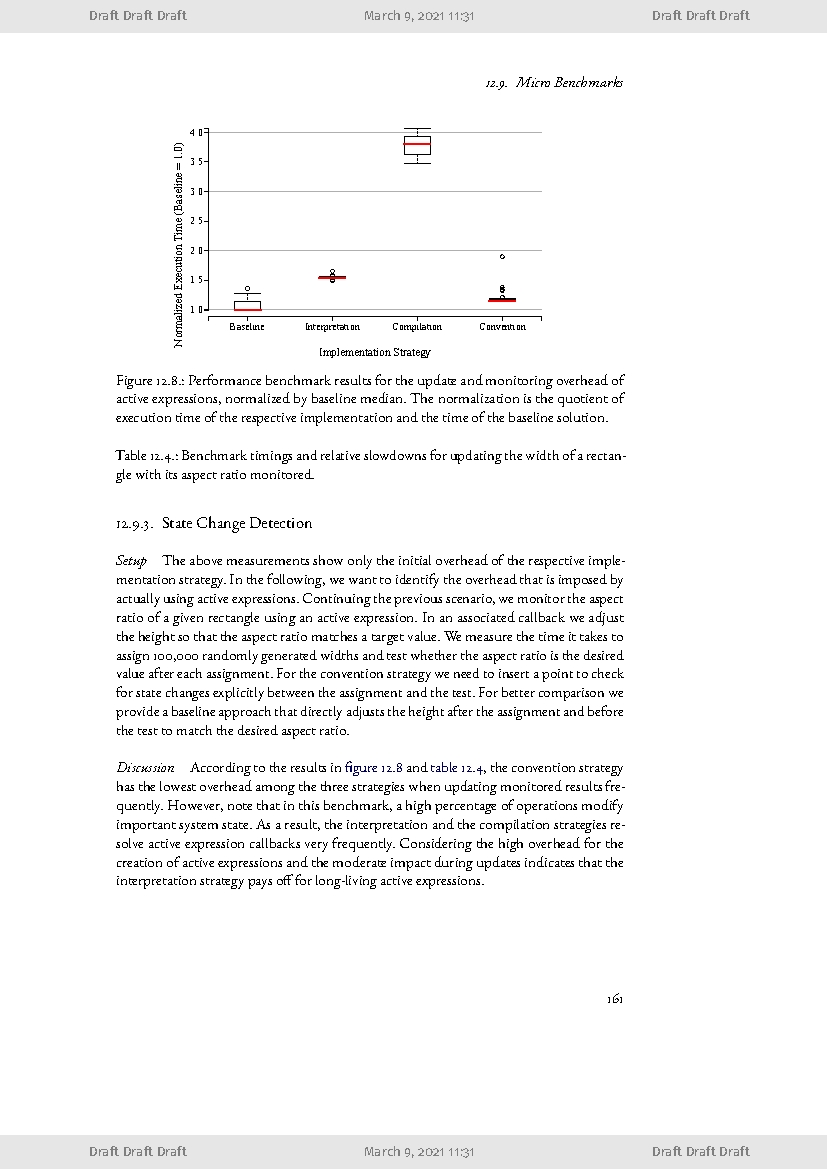 Draft Draft Draft March 9, 2021 11:31 Draft Draft Draft
12.9. Micro Benchmarks
Normalized Execution Time (Baseline = 1.0)
4 0
3 5
3 0
2 5
2 0
1 5
1 0
Baseline Interpretation Compilation Convention
Implementation Strategy
Figure 12.8.: Performance benchmark results for the update and monitoring overhead of
active expressions, normalized by baseline median. The normalization is the quotient of
execution time of the respective implementation and the time of the baseline solution.
Table 12.4.: Benchmark timings and relative slowdowns for updating the width of a rectan-
gle with its aspect ratio monitored.
12.9.3. State Change Detection
Setup The above measurements show only the initial overhead of the respective imple-
mentation strategy. In the following, we want to identify the overhead that is imposed by
actually using active expressions. Continuing the previous scenario, we monitor the aspect
ratio of a given rectangle using an active expression. In an associated callback we adjust
the height so that the aspect ratio matches a target value. We measure the time it takes to
assign 100,000 randomly generated widths and test whether the aspect ratio is the desired
value after each assignment. For the convention strategy we need to insert a point to check
for state changes explicitly between the assignment and the test. For better comparison we
provide a baseline approach that directly adjusts the height after the assignment and before
the test to match the desired aspect ratio.
Discussion According to the results in figure 12.8 and table 12.4, the convention strategy
has the lowest overhead among the three strategies when updating monitored results fre-
quently. However, note that in this benchmark, a high percentage of operations modify
important system state. As a result, the interpretation and the compilation strategies re-
solve active expression callbacks very frequently. Considering the high overhead for the
creation of active expressions and the moderate impact during updates indicates that the
interpretation strategy pays off for long-living active expressions.
161
Draft Draft Draft March 9, 2021 11:31 Draft Draft Draft